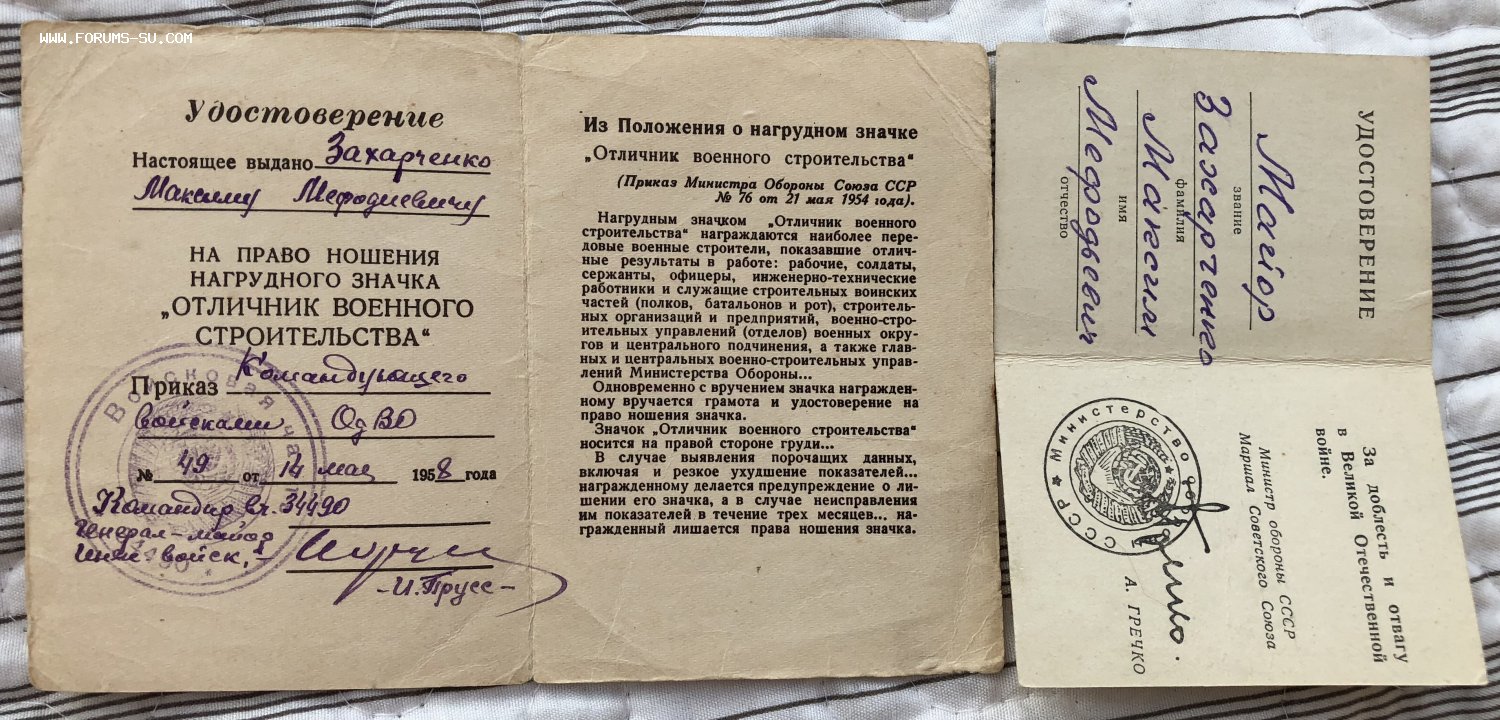 WWW.FORUMS-SU.COM
Удостоверение
Настоящее выдано Захарченко
Максиму Мефодиевичу
НА ПРАВО НОШЕНИЯ
НАГРУДНОГО ЗНАЧКА
„ОТЛИЧНИК ВОЕННОГО
СТРОИТЕЛЬСТВА“
Приказ Командующего
войсками ОдВО
№ 49 от 14 мая 1958 года
Командир вч. 34490
Генерал-майор
Инж. войск, -
-И. Прусс-
Войсковая ча
90
Из Положения о нагрудном значке
„Отличник военного строительства“
(Приказ Министра Обороны Союза ССР
№ 76 от 21 мая 1954 года).
Нагрудным значком „Отличник военного
строительства“ награждаются наиболее пере-
довые военные строители, показавшие отлич-
ные результаты в работе: рабочие, солдаты,
сержанты, офицеры, инженерно-технические
работники и служащие строительных воинских
частей (полков, батальонов и рот), строитель-
ных организаций и предприятий, военно-стро-
ительных управлений (отделов) военных окру-
гов и центрального подчинения, а также глав-
ных и центральных военно-строительных управ-
лений Министерства Обороны...
Одновременно с вручением значка награжден-
ному вручается грамота и удостоверение на
право ношения значка.
Значок „Отличник военного строительства“
носится на правой стороне груди...
В случае выявления порочащих данных,
включая и резкое ухудшение показателей...
награжденному делается предупреждение о ли-
шении его значка, а в случае неисправления
им показателей в течение трех месяцев... на-
гражденный лишается права ношения значка.
УДОСТОВЕРЕНИЕ
Майор
звание
Захарченко
фамилия
Максим
имя
Мефодьевич
отчество
За доблесть и отвагу
в Великой Отечественной
войне.
Министр обороны СССР
Маршал Советского Союза
А. ГРЕЧКО
Министерство обороны
СССР